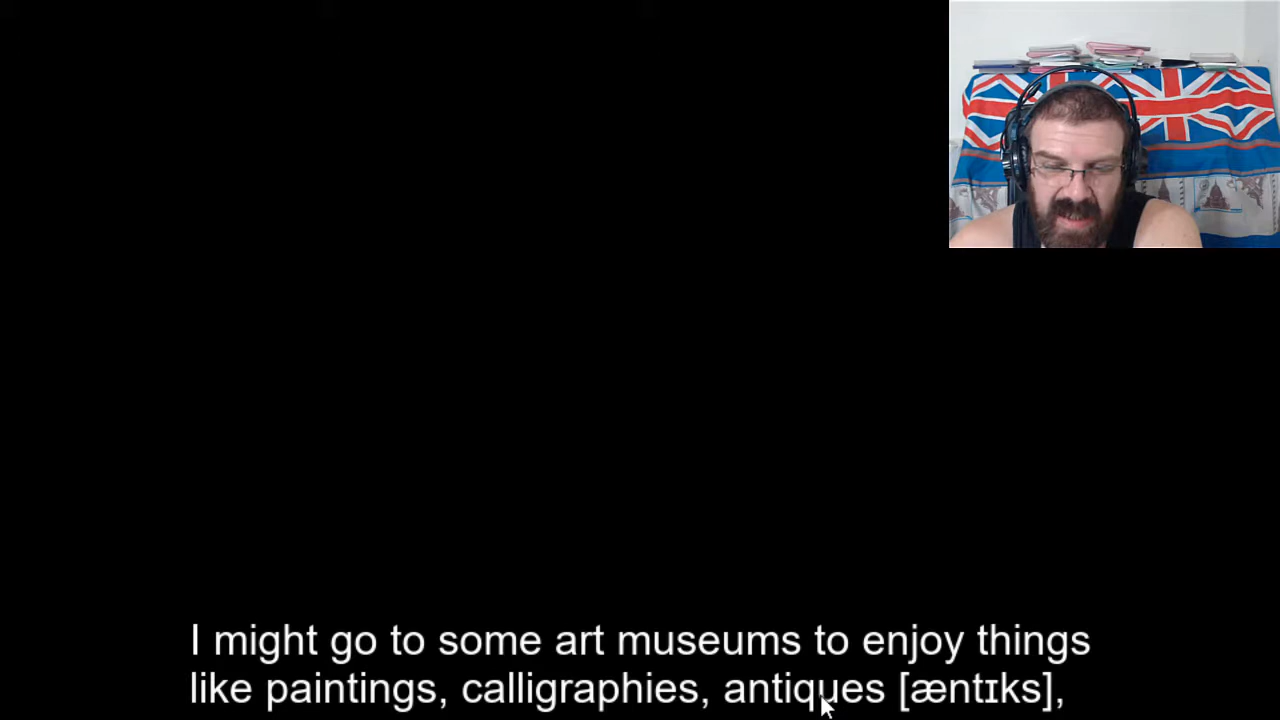 I might go to some art museums to enjoy things
like paintings, calligraphies, antiques [æntɪks],